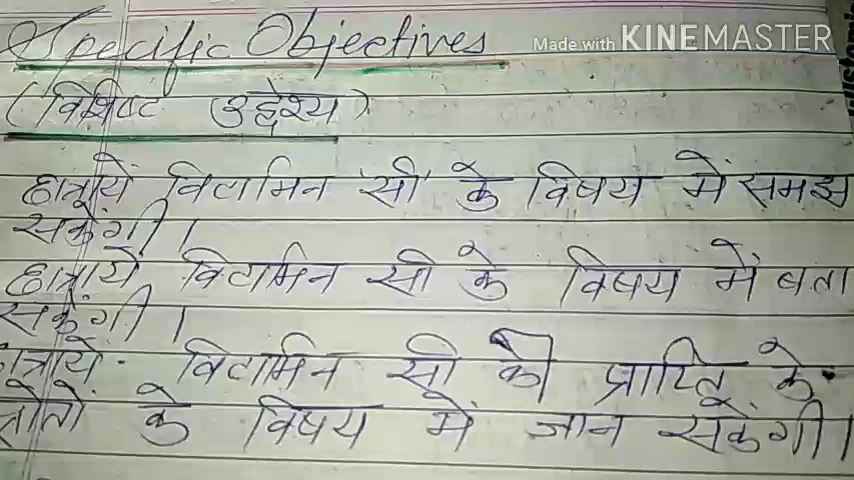 Specific Objectives
Made with KINEMASTER
(विशिष्ट उद्देश्य)
छात्रायें विटामिन 'सी' के विषय में समझ
सकेंगी।
छात्रायें विटामिन सी के विषय में बता
सकेंगी।
छात्रायें विटामिन सी की प्राप्ति के
स्रोतों के विषय में जान सकेंगी।